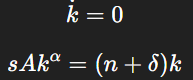 k̇ = 0
sAk^α = (n + δ)k